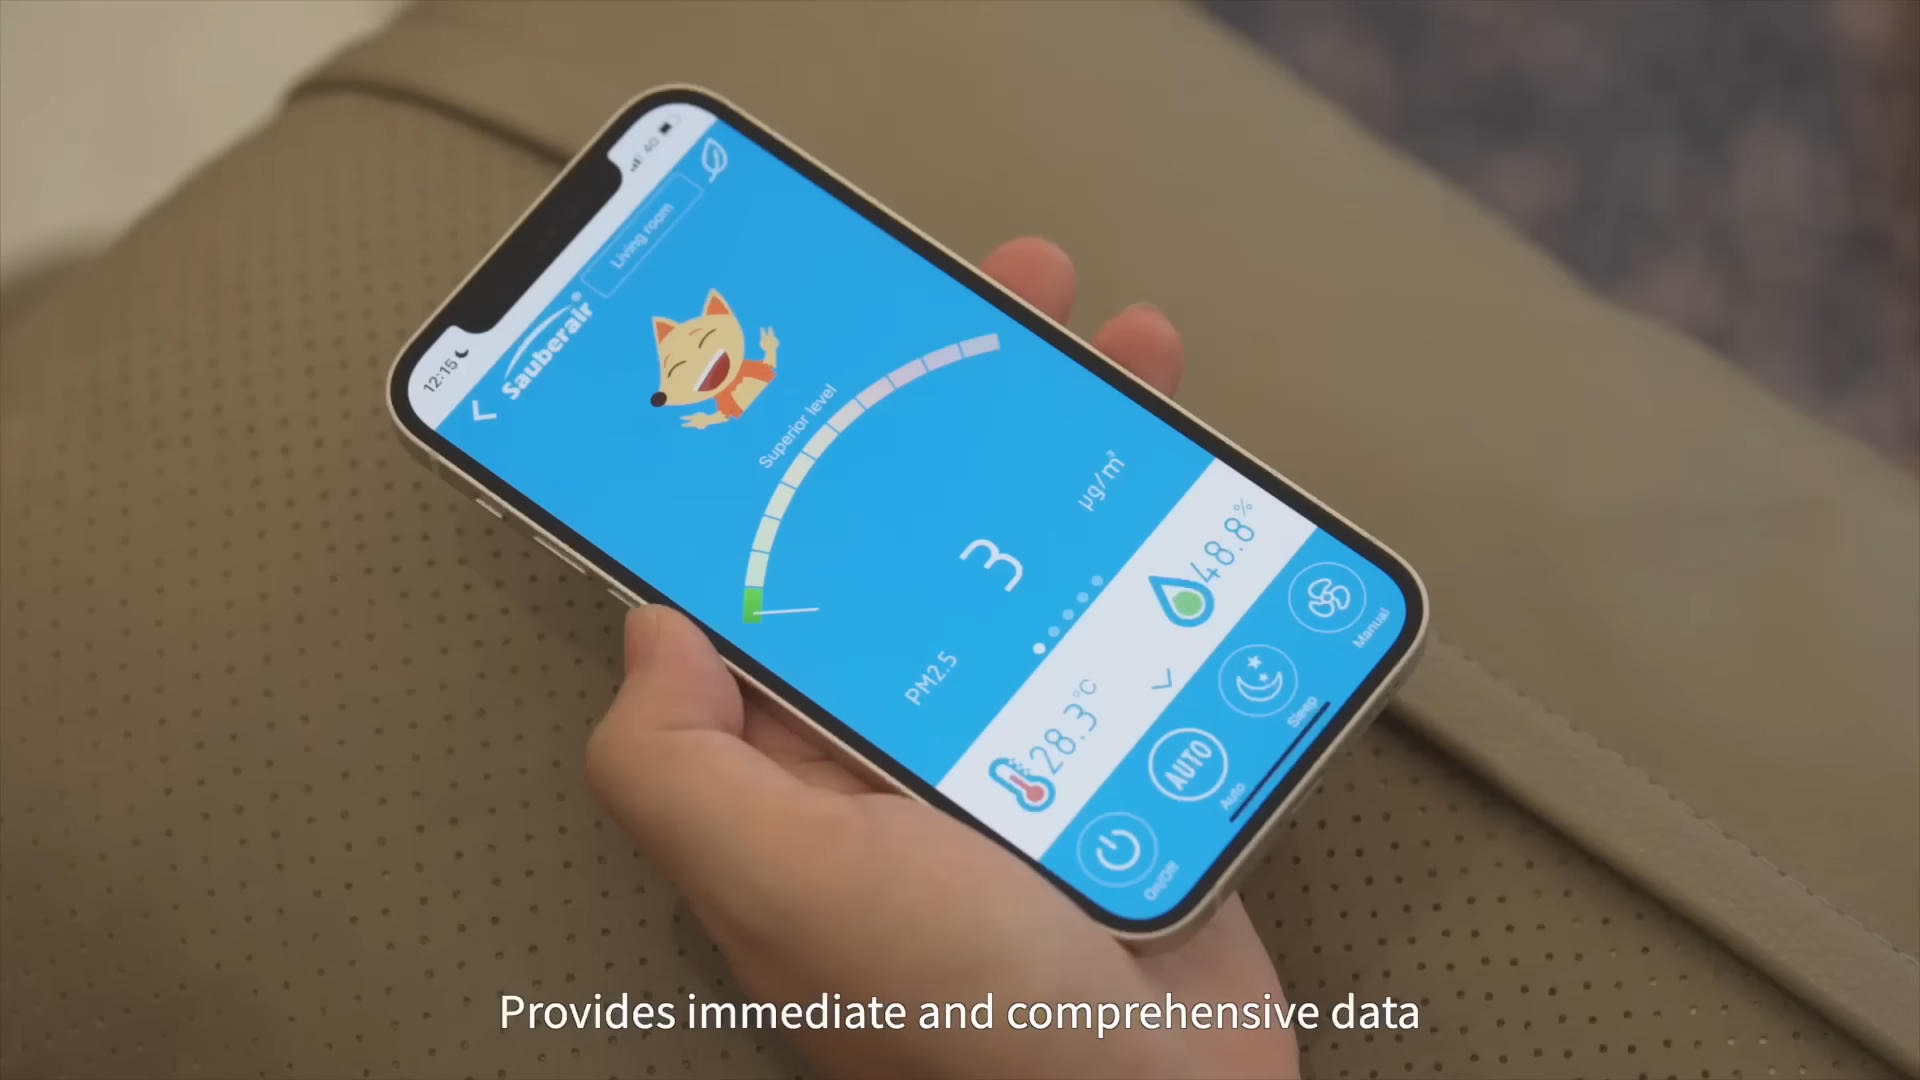 12:15
4G
Sauberair®
Living room
Superior level
PM2.5
3
µg/m³
28.3°C
48.8%
AUTO
On/Off
Auto
Sleep
Manual
Provides immediate and comprehensive data